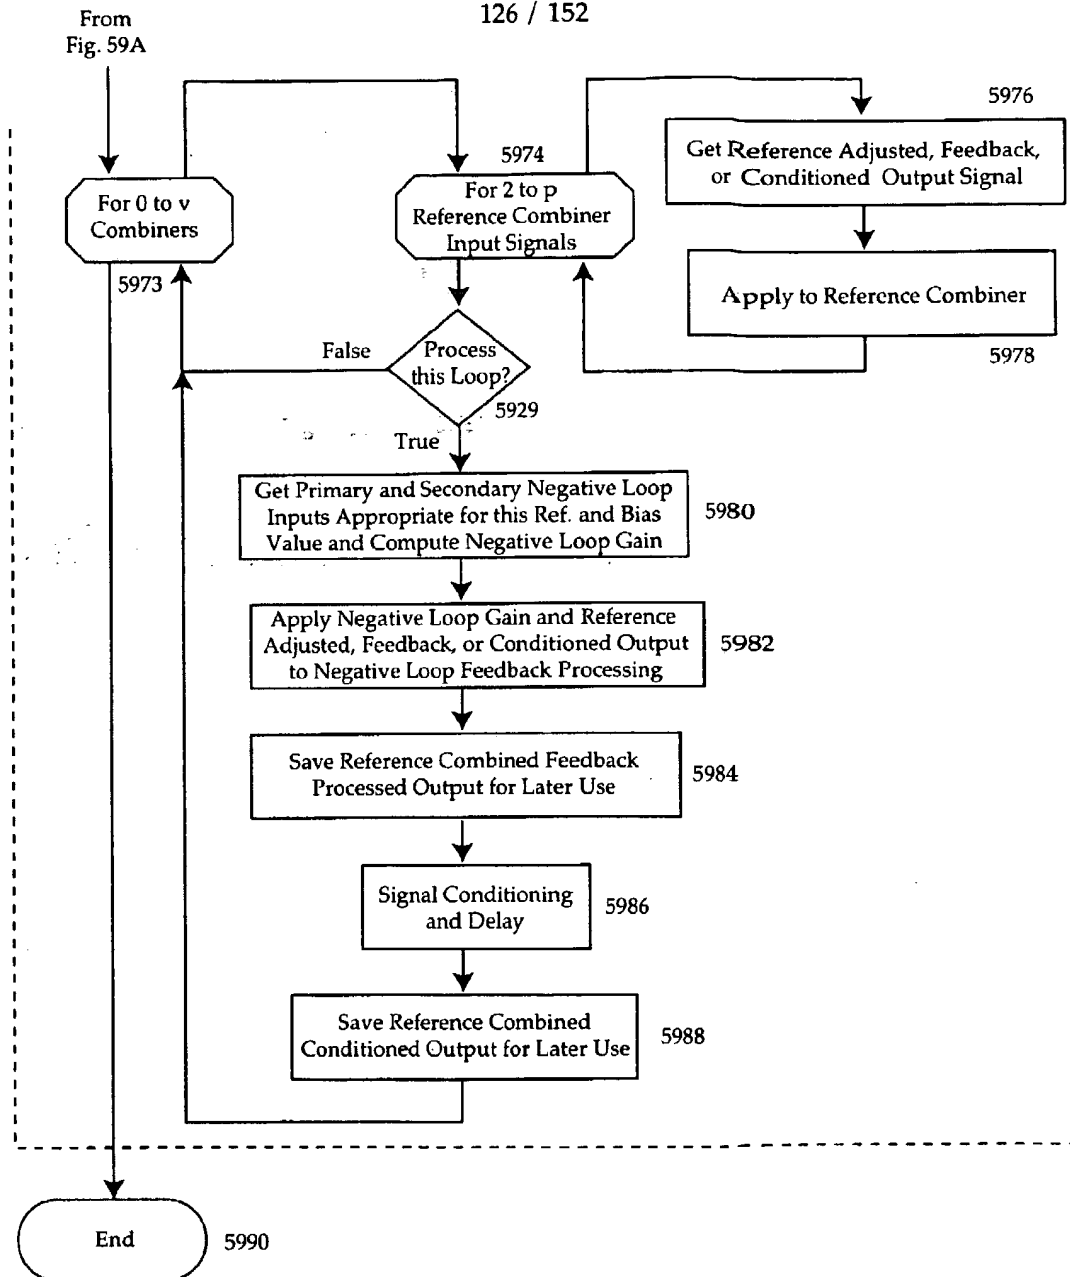 126 / 152
From
Fig. 59A
For 0 to v
Combiners
5973
5974
For 2 to p
Reference Combiner
Input Signals
5976
Get Reference Adjusted, Feedback,
or Conditioned Output Signal
Apply to Reference Combiner
5978
False
Process
this Loop?
5929
True
Get Primary and Secondary Negative Loop
Inputs Appropriate for this Ref. and Bias
Value and Compute Negative Loop Gain
5980
Apply Negative Loop Gain and Reference
Adjusted, Feedback, or Conditioned Output
to Negative Loop Feedback Processing
5982
Save Reference Combined Feedback
Processed Output for Later Use
5984
Signal Conditioning
and Delay
5986
Save Reference Combined
Conditioned Output for Later Use
5988
End
5990